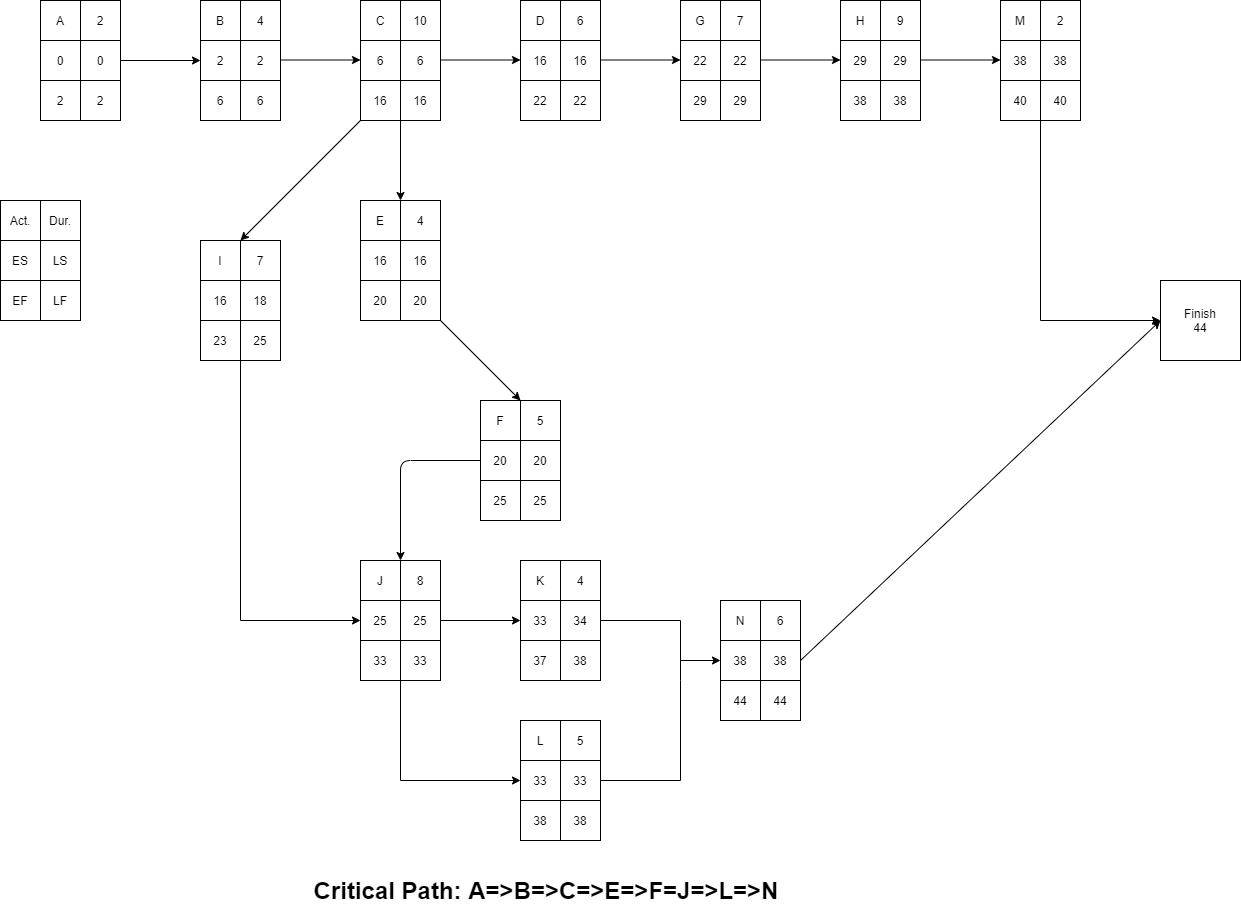 A 2
0 0
2 2
B 4
2 2
6 6
C 10
6 6
16 16
D 6
16 16
22 22
G 7
22 22
29 29
H 9
29 29
38 38
M 2
38 38
40 40
Act. Dur.
ES LS
EF LF
I 7
16 18
23 25
E 4
16 16
20 20
Finish
44
F 5
20 20
25 25
J 8
25 25
33 33
K 4
33 34
37 38
N 6
38 38
44 44
L 5
33 33
38 38
Critical Path: A=>B=>C=>E=>F=J=>L=>N